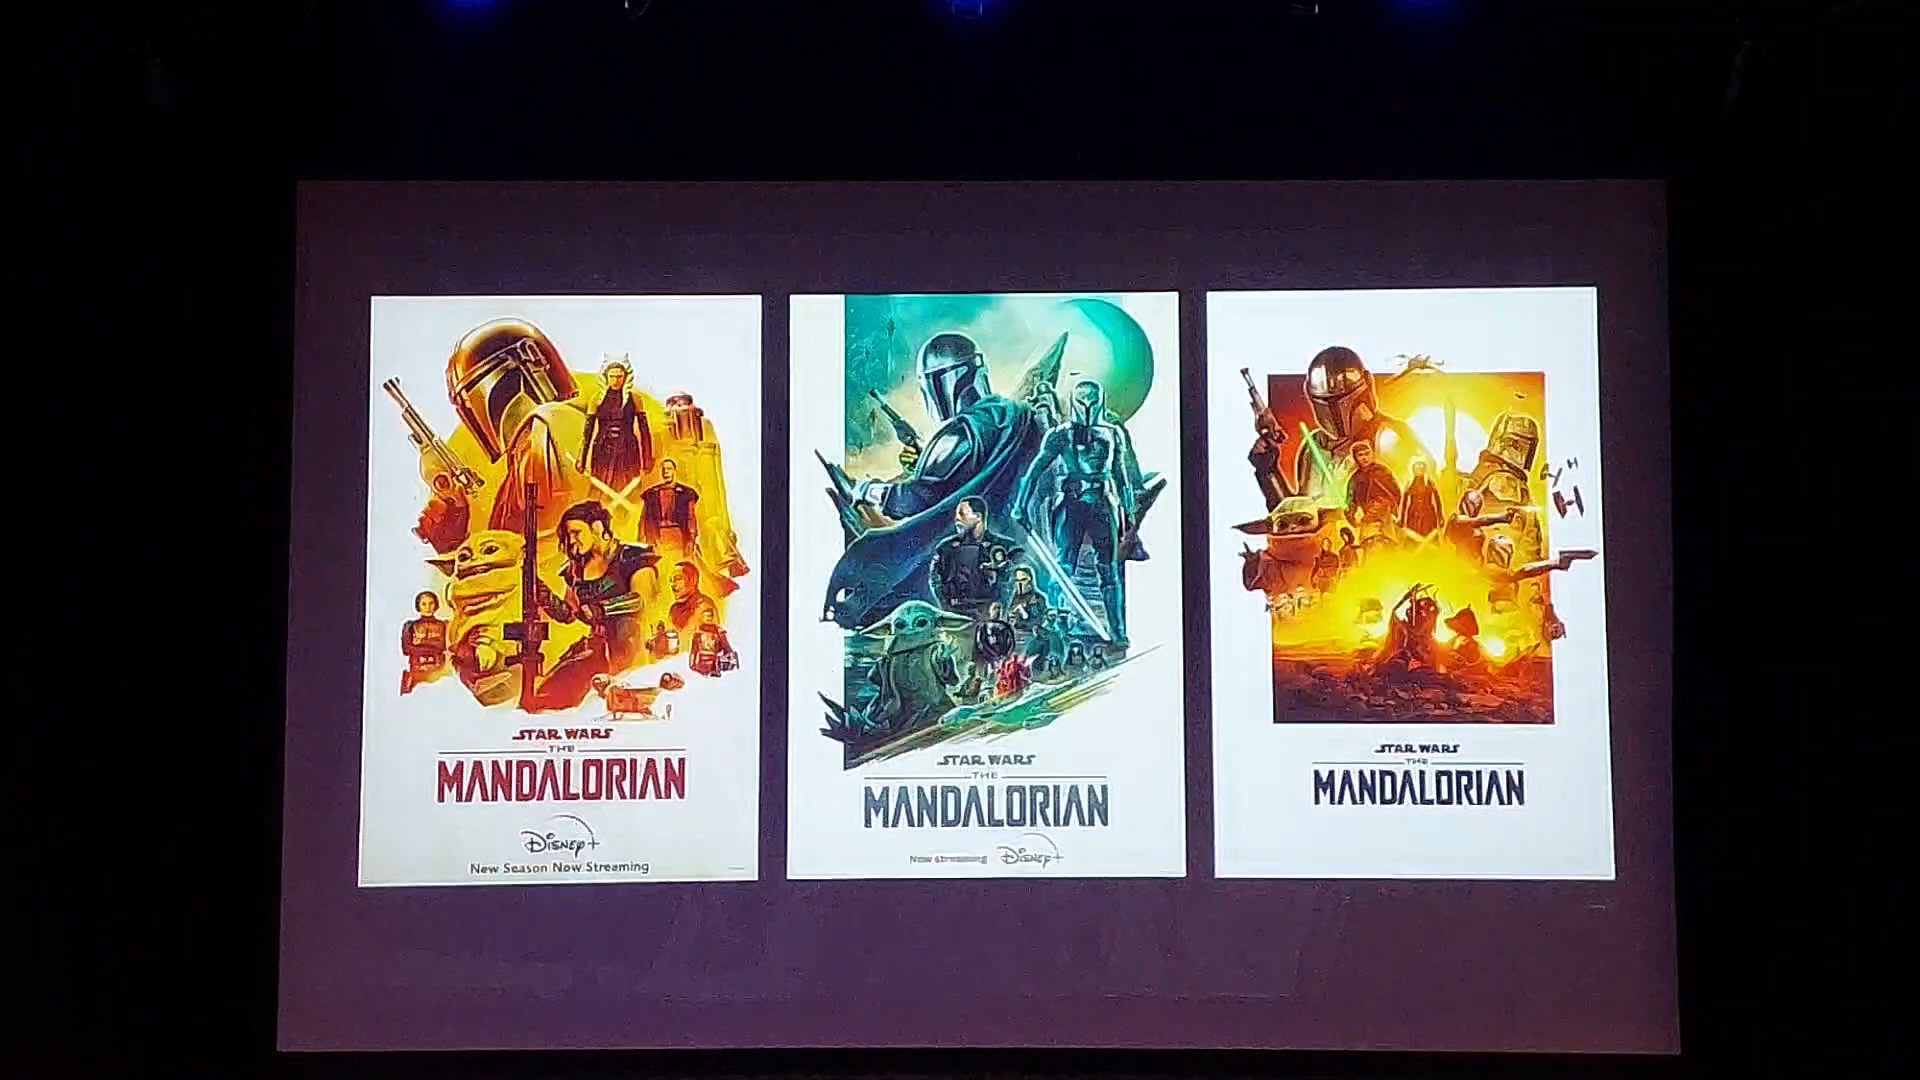 STAR WARS
THE
MANDALORIAN
Disney+
New Season Now Streaming
STAR WARS
THE
MANDALORIAN
Now streaming Disney+
STAR WARS
THE
MANDALORIAN